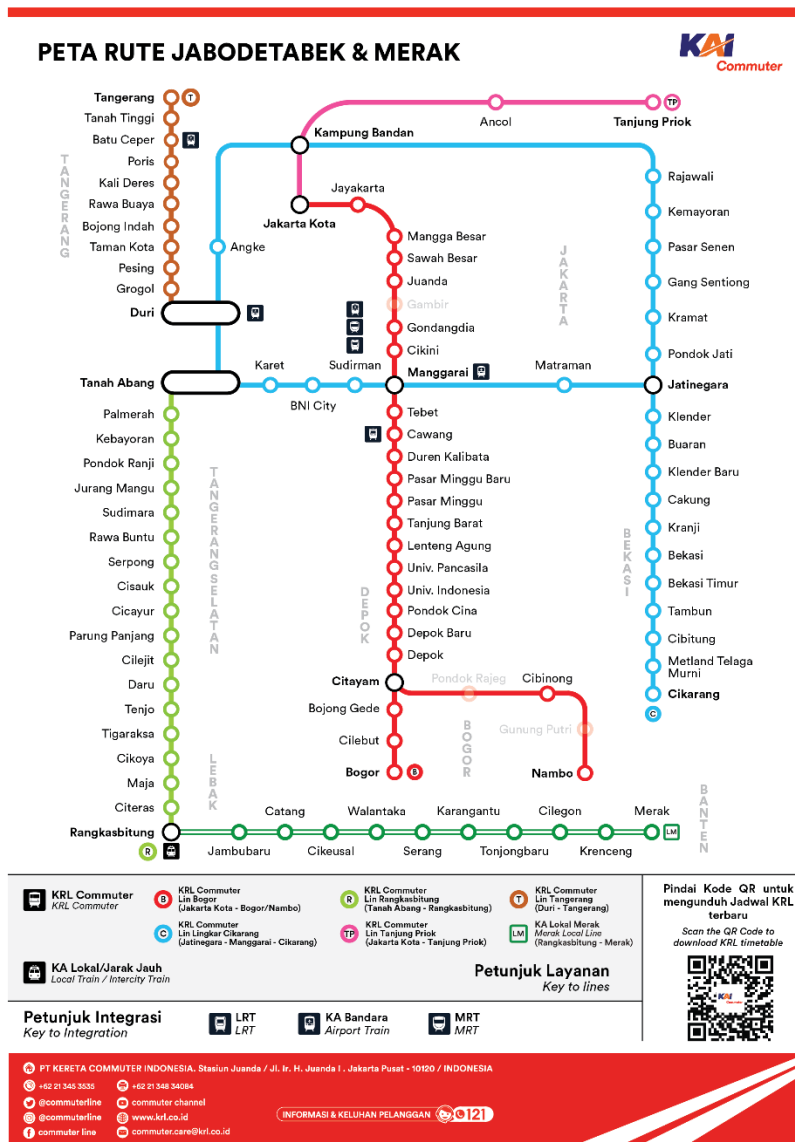 PETA RUTE JABODETABEK & MERAK
KAI
Commuter
Tangerang
T
Tanah Tinggi
Batu Ceper
Poris
Kali Deres
Rawa Buaya
Bojong Indah
Taman Kota
Pesing
Grogol
Duri
TANGERANG
Kampung Bandan
Ancol
Tanjung Priok
TP
Jakarta Kota
Jayakarta
Angke
Mangga Besar
Sawah Besar
Juanda
Gambir
Gondangdia
Cikini
Manggarai
JAKARTA
Rajawali
Kemayoran
Pasar Senen
Gang Sentiong
Kramat
Pondok Jati
Jatinegara
Tanah Abang
Karet
BNI City
Sudirman
Matraman
Palmerah
Kebayoran
Pondok Ranji
Jurang Mangu
Sudimara
Rawa Buntu
Serpong
Cisauk
Cicayur
Parung Panjang
Cilejit
Daru
Tenjo
Tigaraksa
Cikoya
Maja
Citeras
Rangkasbitung
R
TANGERANG SELATAN
LEBAK
Tebet
Cawang
Duren Kalibata
Pasar Minggu Baru
Pasar Minggu
Tanjung Barat
Lenteng Agung
Univ. Pancasila
Univ. Indonesia
Pondok Cina
Depok Baru
Depok
Citayam
Bojong Gede
Cilebut
Bogor
B
DEPOK
Pondok Rajeg
Cibinong
Gunung Putri
Nambo
BOGOR
Klender
Buaran
Klender Baru
Cakung
Kranji
Bekasi
Bekasi Timur
Tambun
Cibitung
Metland Telaga
Murni
Cikarang
C
BEKASI
BANTEN
Jambubaru
Catang
Cikeusal
Walantaka
Serang
Karangantu
Tonjongbaru
Cilegon
Krenceng
Merak
LM
KRL Commuter
KRL Commuter
B
KRL Commuter
Lin Bogor
(Jakarta Kota - Bogor/Nambo)
R
KRL Commuter
Lin Rangkasbitung
(Tanah Abang - Rangkasbitung)
T
KRL Commuter
Lin Tangerang
(Duri - Tangerang)
C
KRL Commuter
Lin Lingkar Cikarang
(Jatinegara - Manggarai - Cikarang)
TP
KRL Commuter
Lin Tanjung Priok
(Jakarta Kota - Tanjung Priok)
LM
KA Lokal Merak
Merak Local Line
(Rangkasbitung - Merak)
KA Lokal/Jarak Jauh
Local Train / Intercity Train
Petunjuk Layanan
Key to lines
Petunjuk Integrasi
Key to Integration
LRT
LRT
KA Bandara
Airport Train
MRT
MRT
Pindai Kode QR untuk
mengunduh Jadwal KRL
terbaru
Scan the QR Code to
download KRL timetable
KAI
PT KERETA COMMUTER INDONESIA. Stasiun Juanda / Jl. Ir. H. Juanda I . Jakarta Pusat - 10120 / INDONESIA
+62 21 345 3535
+62 21 348 34084
@commuterline
commuter channel
@commuterline
www.krl.co.id
commuter line
commuter.care@krl.co.id
INFORMASI & KELUHAN PELANGGAN
121